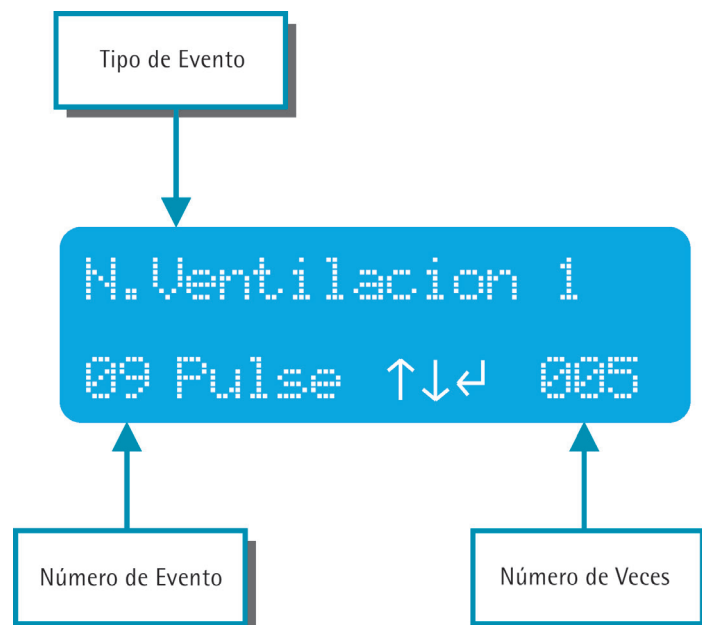 Tipo de Evento
N.Ventilacion 1
09 Pulse ↑↓↵ 005
Número de Evento
Número de Veces